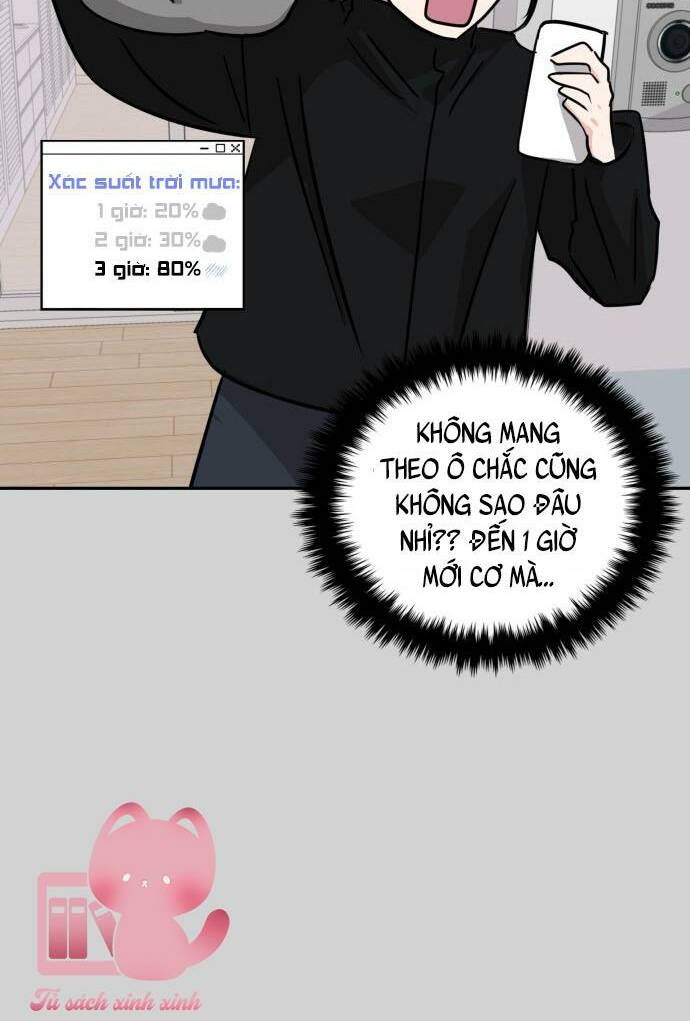 Xác suất trời mưa:
1 giờ: 20%
2 giờ: 30%
3 giờ: 80%
KHÔNG MANG
THEO Ô CHẮC CŨNG
KHÔNG SAO ĐÂU
NHỈ?? ĐẾN 1 GIỜ
MỚI CƠ MÀ...
Tủ sách xinh xinh